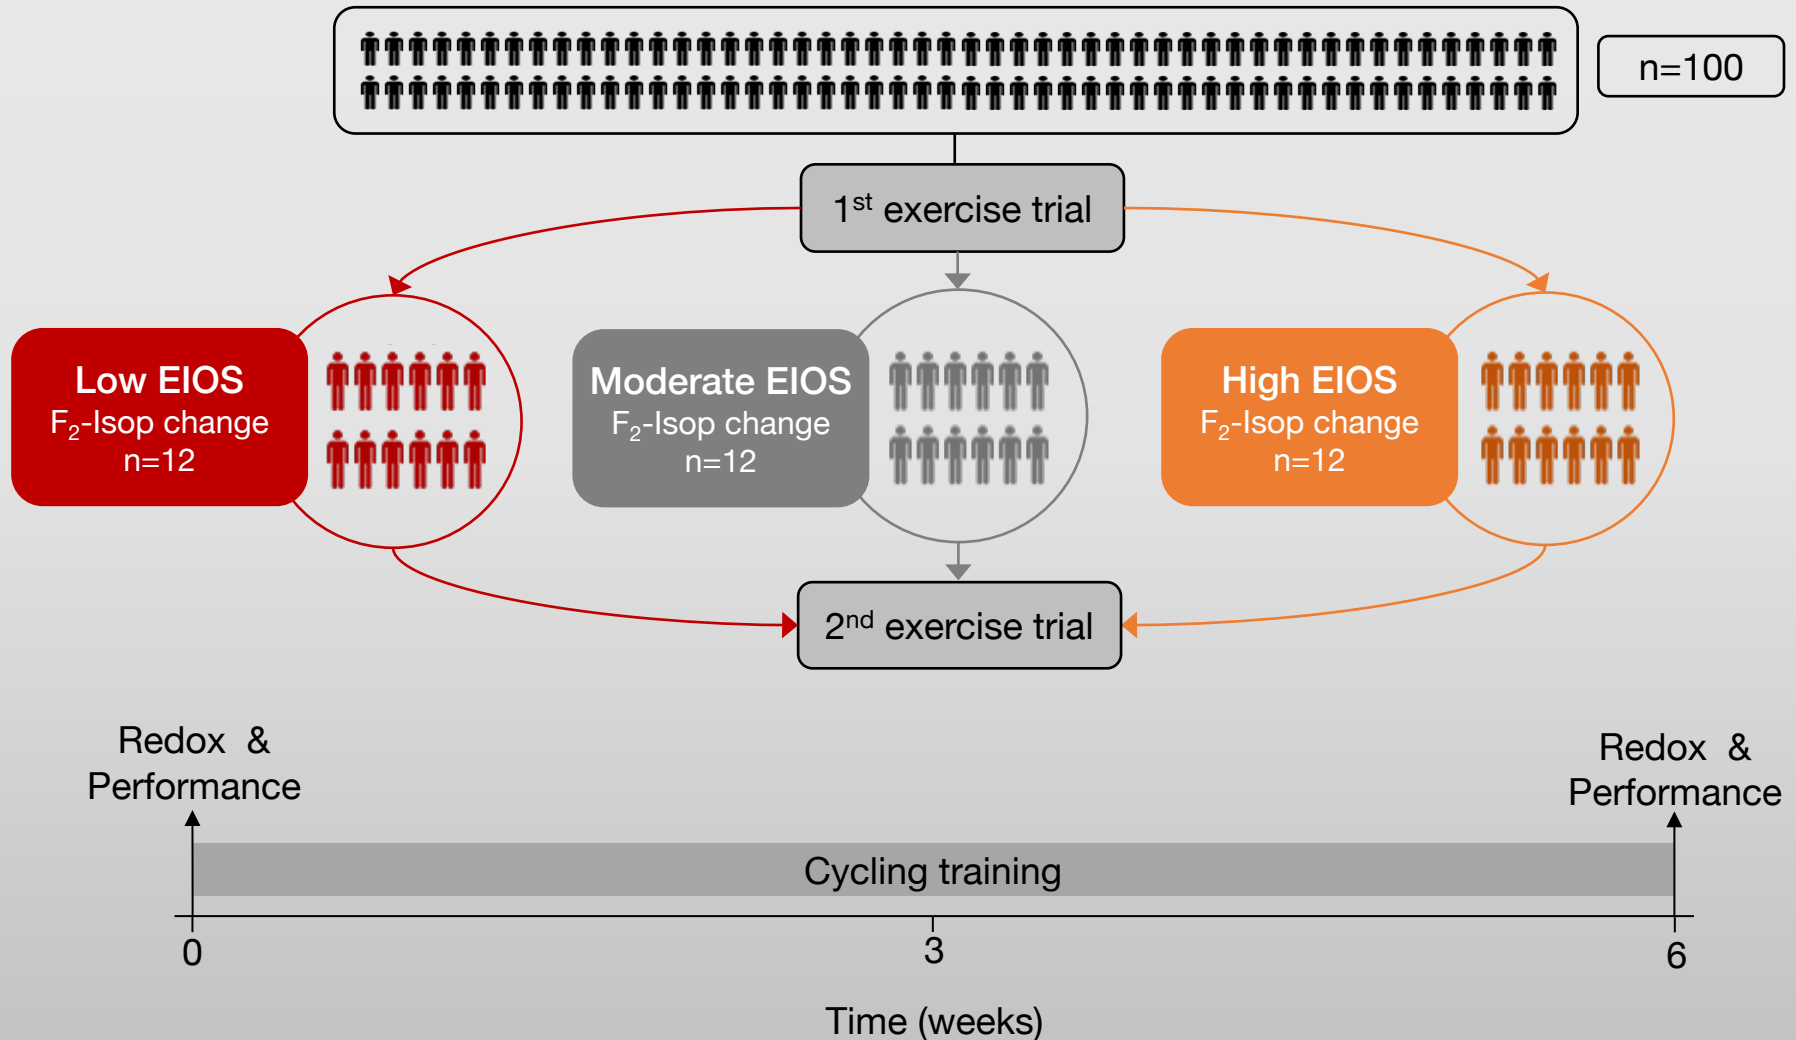 n=100
1st exercise trial
Low EIOS
F2-Isop change
n=12
Moderate EIOS
F2-Isop change
n=12
High EIOS
F2-Isop change
n=12
2nd exercise trial
Redox &
Performance
Redox &
Performance
Cycling training
0
3
6
Time (weeks)